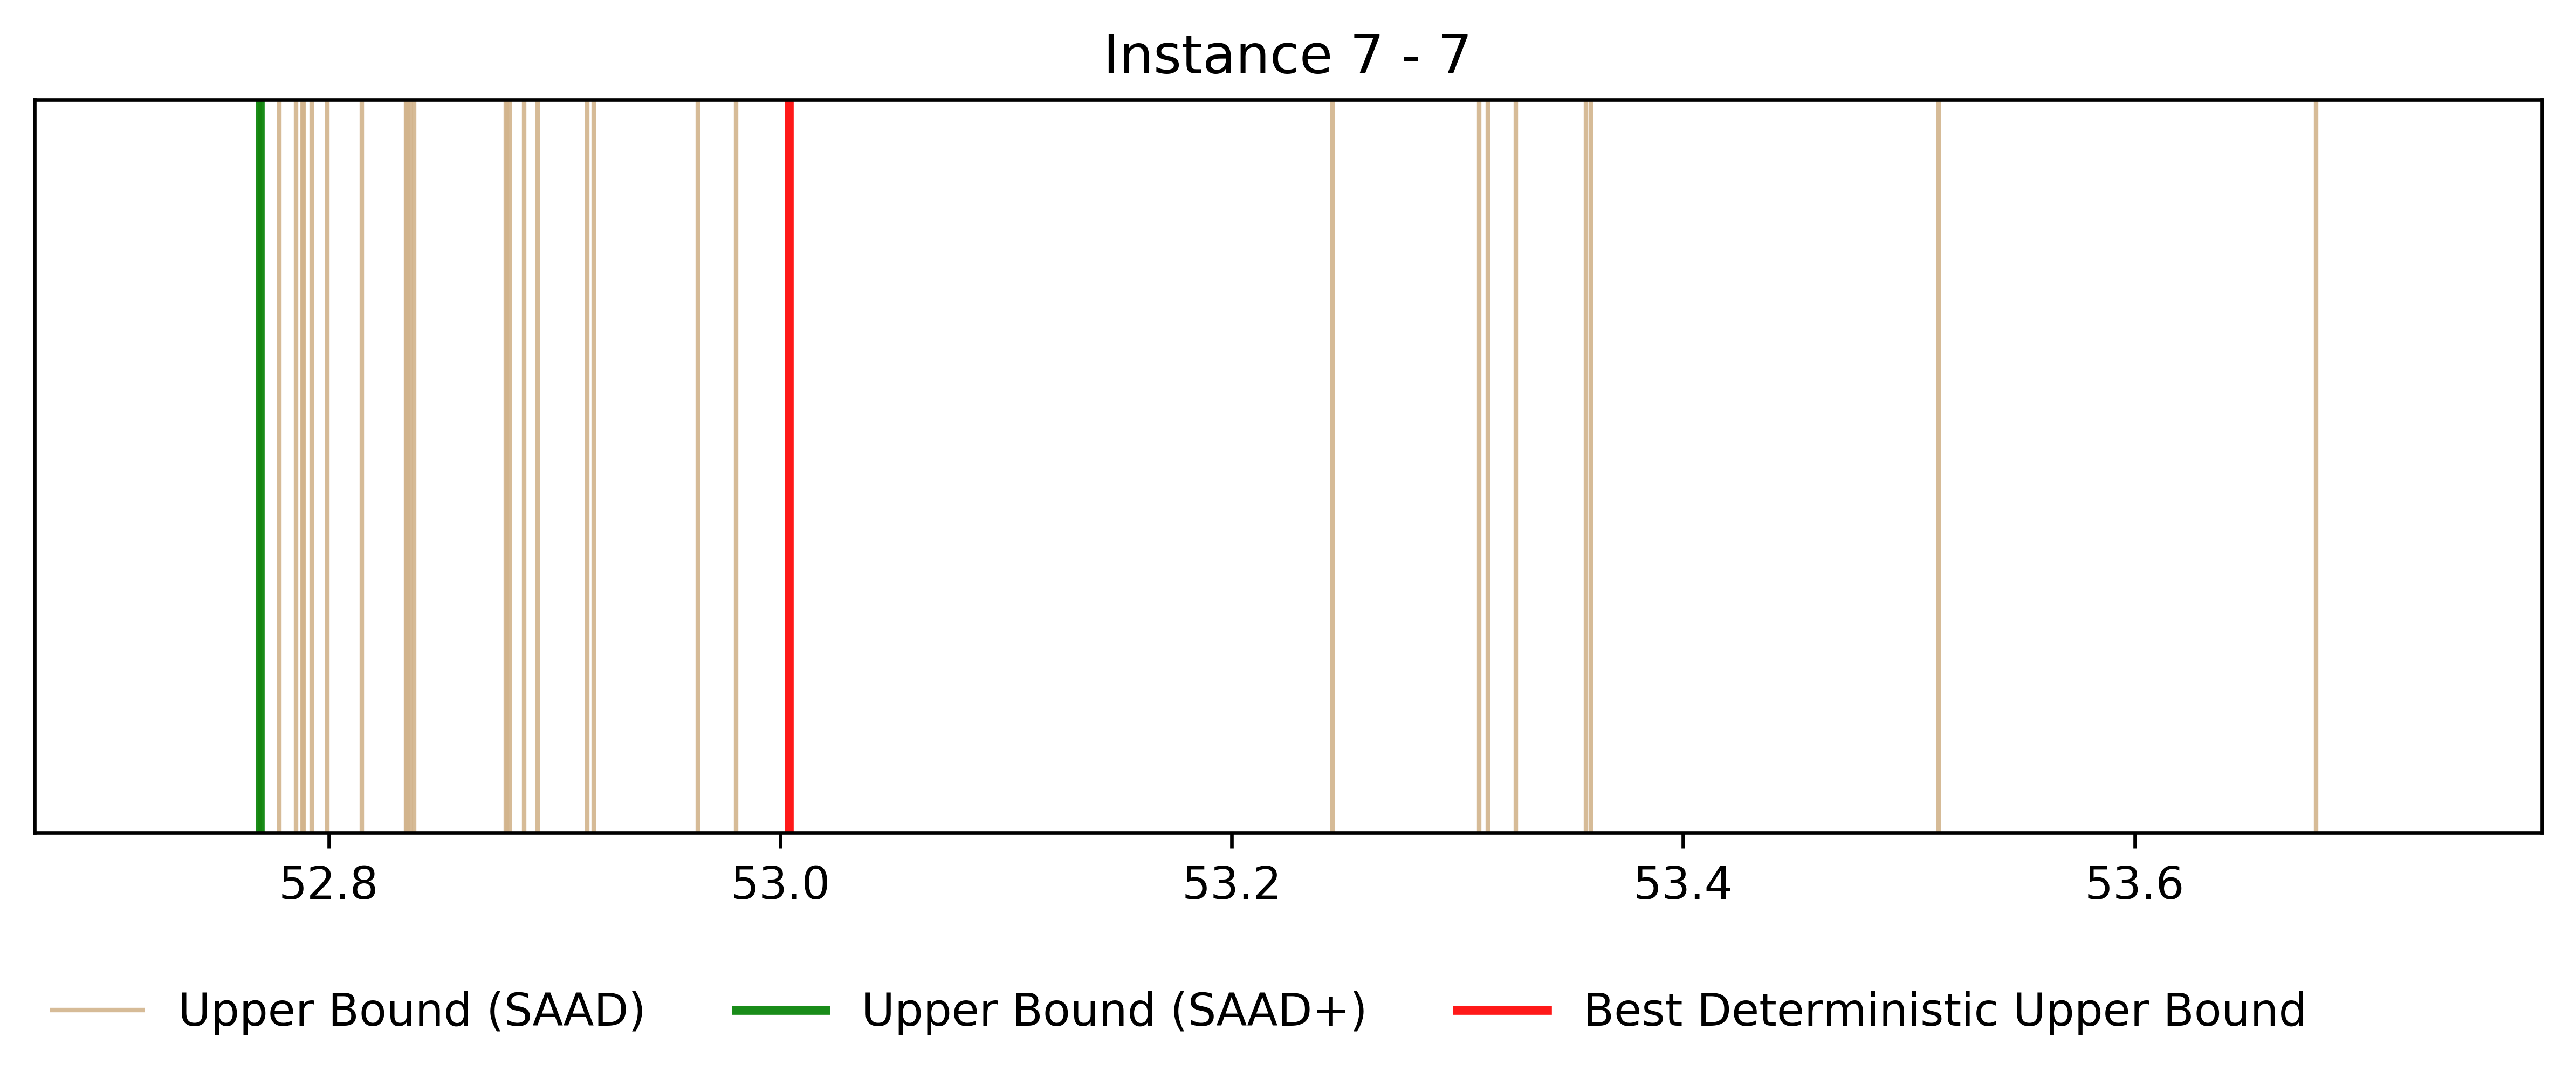 Instance 7 - 7
52.8 53.0 53.2 53.4 53.6
Upper Bound (SAAD) Upper Bound (SAAD+) Best Deterministic Upper Bound